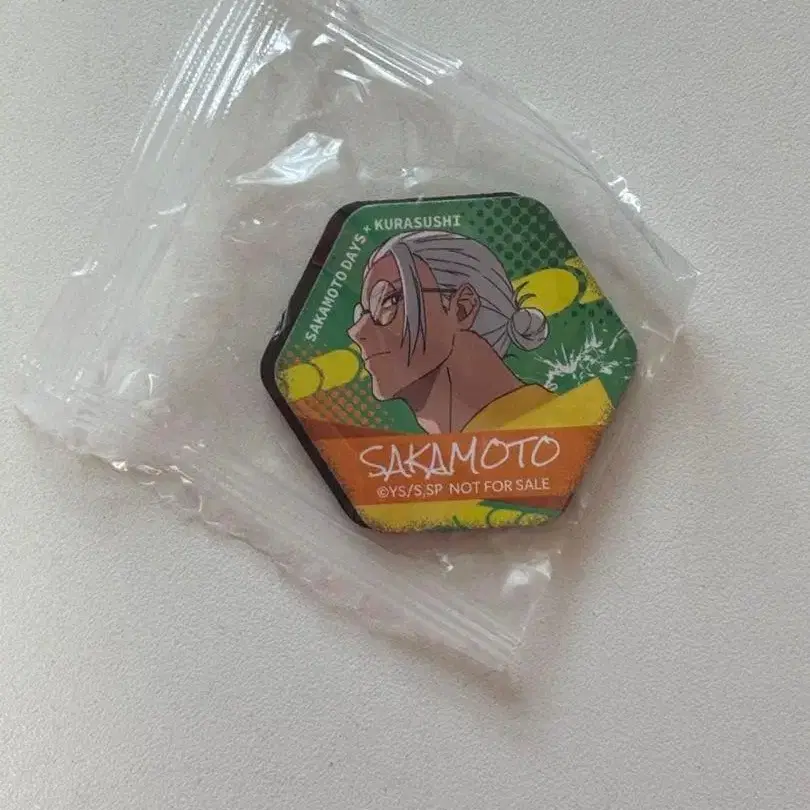 SAKAMOTO DAYS × KURASUSHI
SAKAMOTO
©YS/S,SP NOT FOR SALE